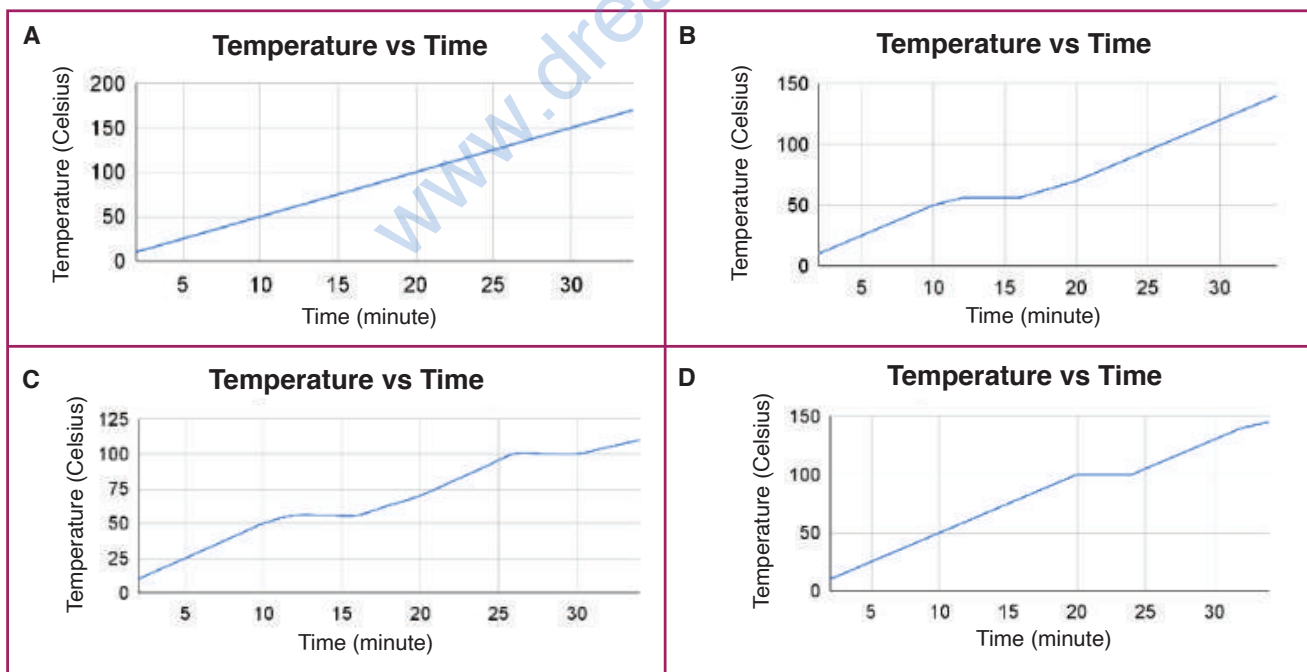 A
Temperature vs Time
Temperature (Celsius)
200
150
100
50
0
5 10 15 20 25 30
Time (minute)
B
Temperature vs Time
Temperature (Celsius)
150
100
50
0
5 10 15 20 25 30
Time (minute)
C
Temperature vs Time
Temperature (Celsius)
125
100
75
50
25
0
5 10 15 20 25 30
Time (minute)
D
Temperature vs Time
Temperature (Celsius)
150
100
50
0
5 10 15 20 25 30
Time (minute)
www.drea